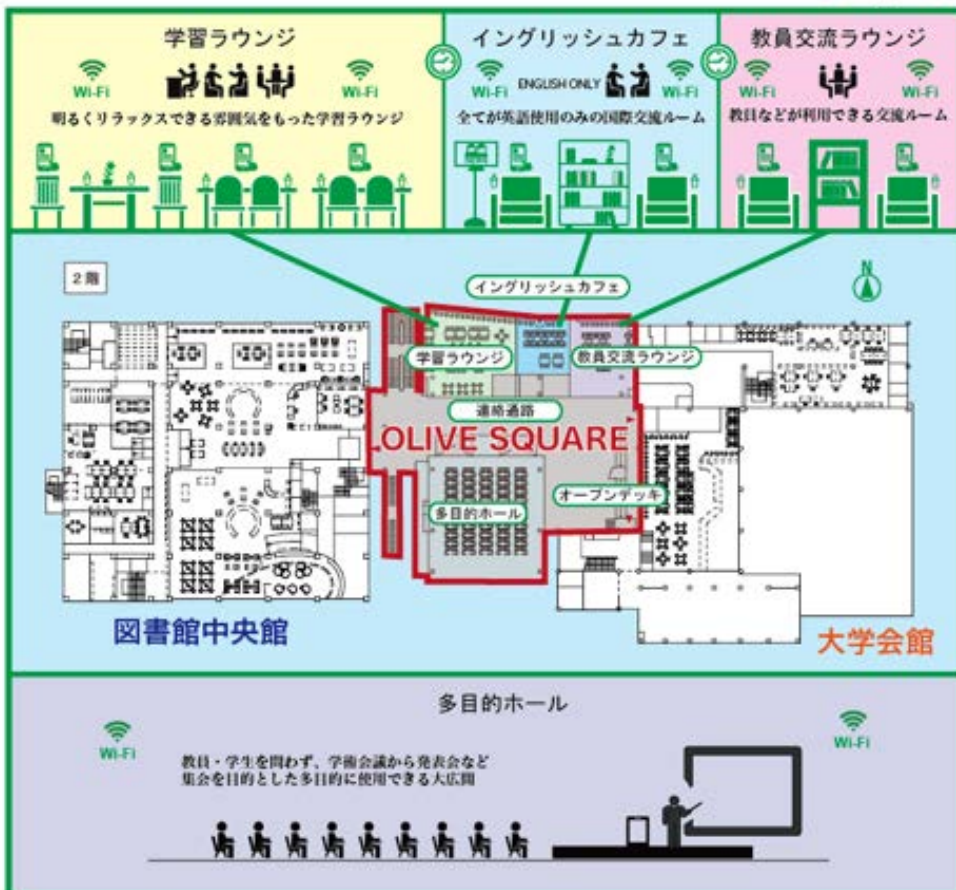 学習ラウンジ
Wi-Fi
Wi-Fi
明るくリラックスできる雰囲気をもった学習ラウンジ
イングリッシュカフェ
Wi-Fi
ENGLISH ONLY
Wi-Fi
全てが英語使用のみの国際交流ルーム
教員交流ラウンジ
Wi-Fi
Wi-Fi
教員などが利用できる交流ルーム
2階
N
イングリッシュカフェ
学習ラウンジ
教員交流ラウンジ
連絡通路
OLIVE SQUARE
オープンデッキ
多目的ホール
図書館中央館
大学会館
多目的ホール
Wi-Fi
Wi-Fi
教員・学生を問わず、学術会議から発表会など
集会を目的とした多目的に使用できる大広間